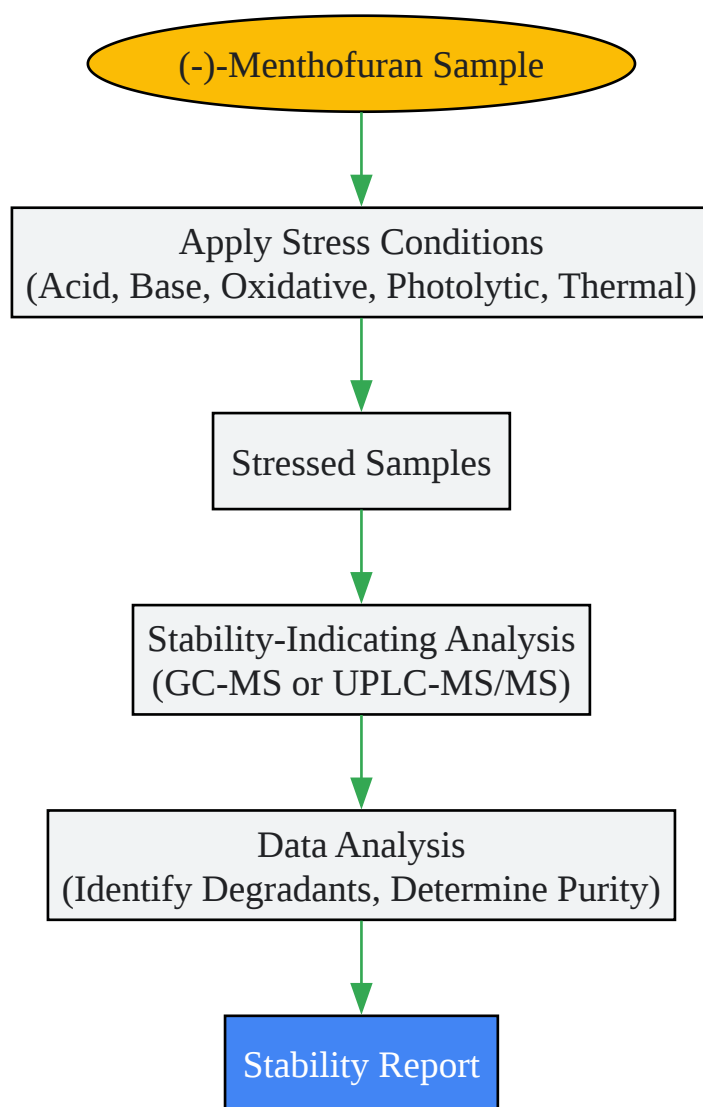 (-)-Menthofuran Sample
Apply Stress Conditions
(Acid, Base, Oxidative, Photolytic, Thermal)
Stressed Samples
Stability-Indicating Analysis
(GC-MS or UPLC-MS/MS)
Data Analysis
(Identify Degradants, Determine Purity)
Stability Report